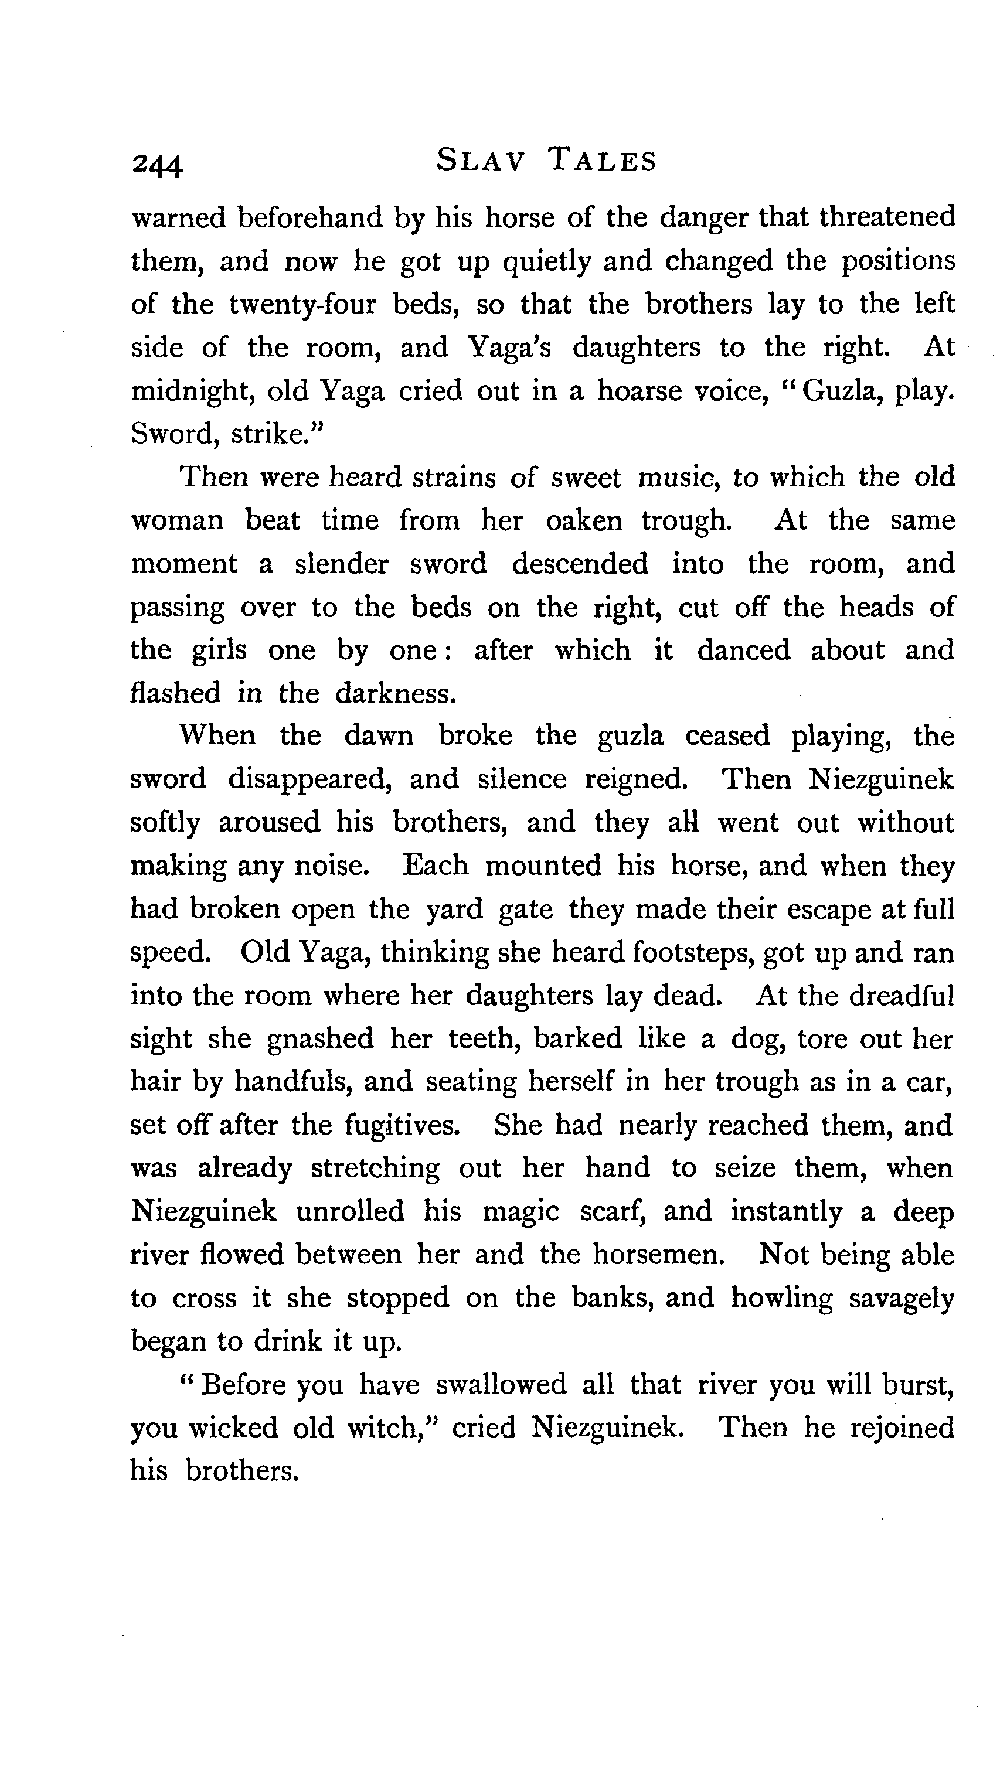 244 SLAV TALES
warned beforehand by his horse of the danger that threatened
them, and now he got up quietly and changed the positions
of the twenty-four beds, so that the brothers lay to the left
side of the room, and Yaga's daughters to the right. At
midnight, old Yaga cried out in a hoarse voice, “Guzla, play.
Sword, strike.”
Then were heard strains of sweet music, to which the old
woman beat time from her oaken trough. At the same
moment a slender sword descended into the room, and
passing over to the beds on the right, cut off the heads of
the girls one by one: after which it danced about and
flashed in the darkness.
When the dawn broke the guzla ceased playing, the
sword disappeared, and silence reigned. Then Niezguinek
softly aroused his brothers, and they all went out without
making any noise. Each mounted his horse, and when they
had broken open the yard gate they made their escape at full
speed. Old Yaga, thinking she heard footsteps, got up and ran
into the room where her daughters lay dead. At the dreadful
sight she gnashed her teeth, barked like a dog, tore out her
hair by handfuls, and seating herself in her trough as in a car,
set off after the fugitives. She had nearly reached them, and
was already stretching out her hand to seize them, when
Niezguinek unrolled his magic scarf, and instantly a deep
river flowed between her and the horsemen. Not being able
to cross it she stopped on the banks, and howling savagely
began to drink it up.
“Before you have swallowed all that river you will burst,
you wicked old witch,” cried Niezguinek. Then he rejoined
his brothers.